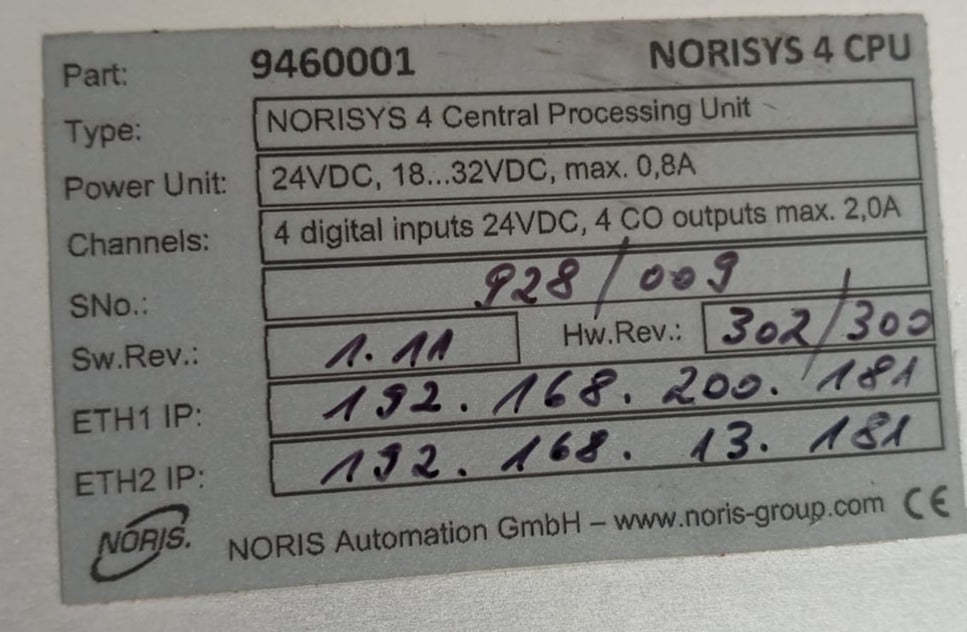 Part: 9460001 NORISYS 4 CPU
Type: NORISYS 4 Central Processing Unit
Power Unit: 24VDC, 18...32VDC, max. 0,8A
Channels: 4 digital inputs 24VDC, 4 CO outputs max. 2,0A
SNo.: 928/009
Sw.Rev.: 1.11 Hw.Rev.: 302/300
ETH1 IP: 192.168.200.181
ETH2 IP: 192.168.13.181
NORIS. NORIS Automation GmbH – www.noris-group.com CE